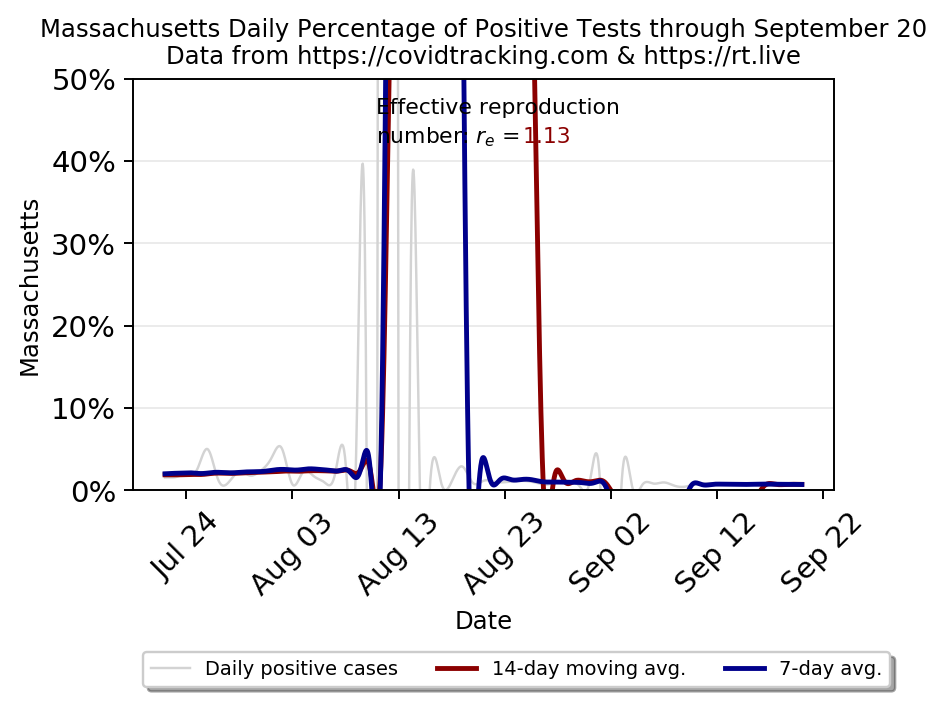 Massachusetts Daily Percentage of Positive Tests through September 20
Data from https://covidtracking.com & https://rt.live
50%
Effective reproduction
number: rₑ =1.13
40%
30%
20%
10%
0%
Massachusetts
Jul 24
Aug 03
Aug 13
Aug 23
Sep 02
Sep 12
Sep 22
Date
Daily positive cases
14-day moving avg.
7-day avg.